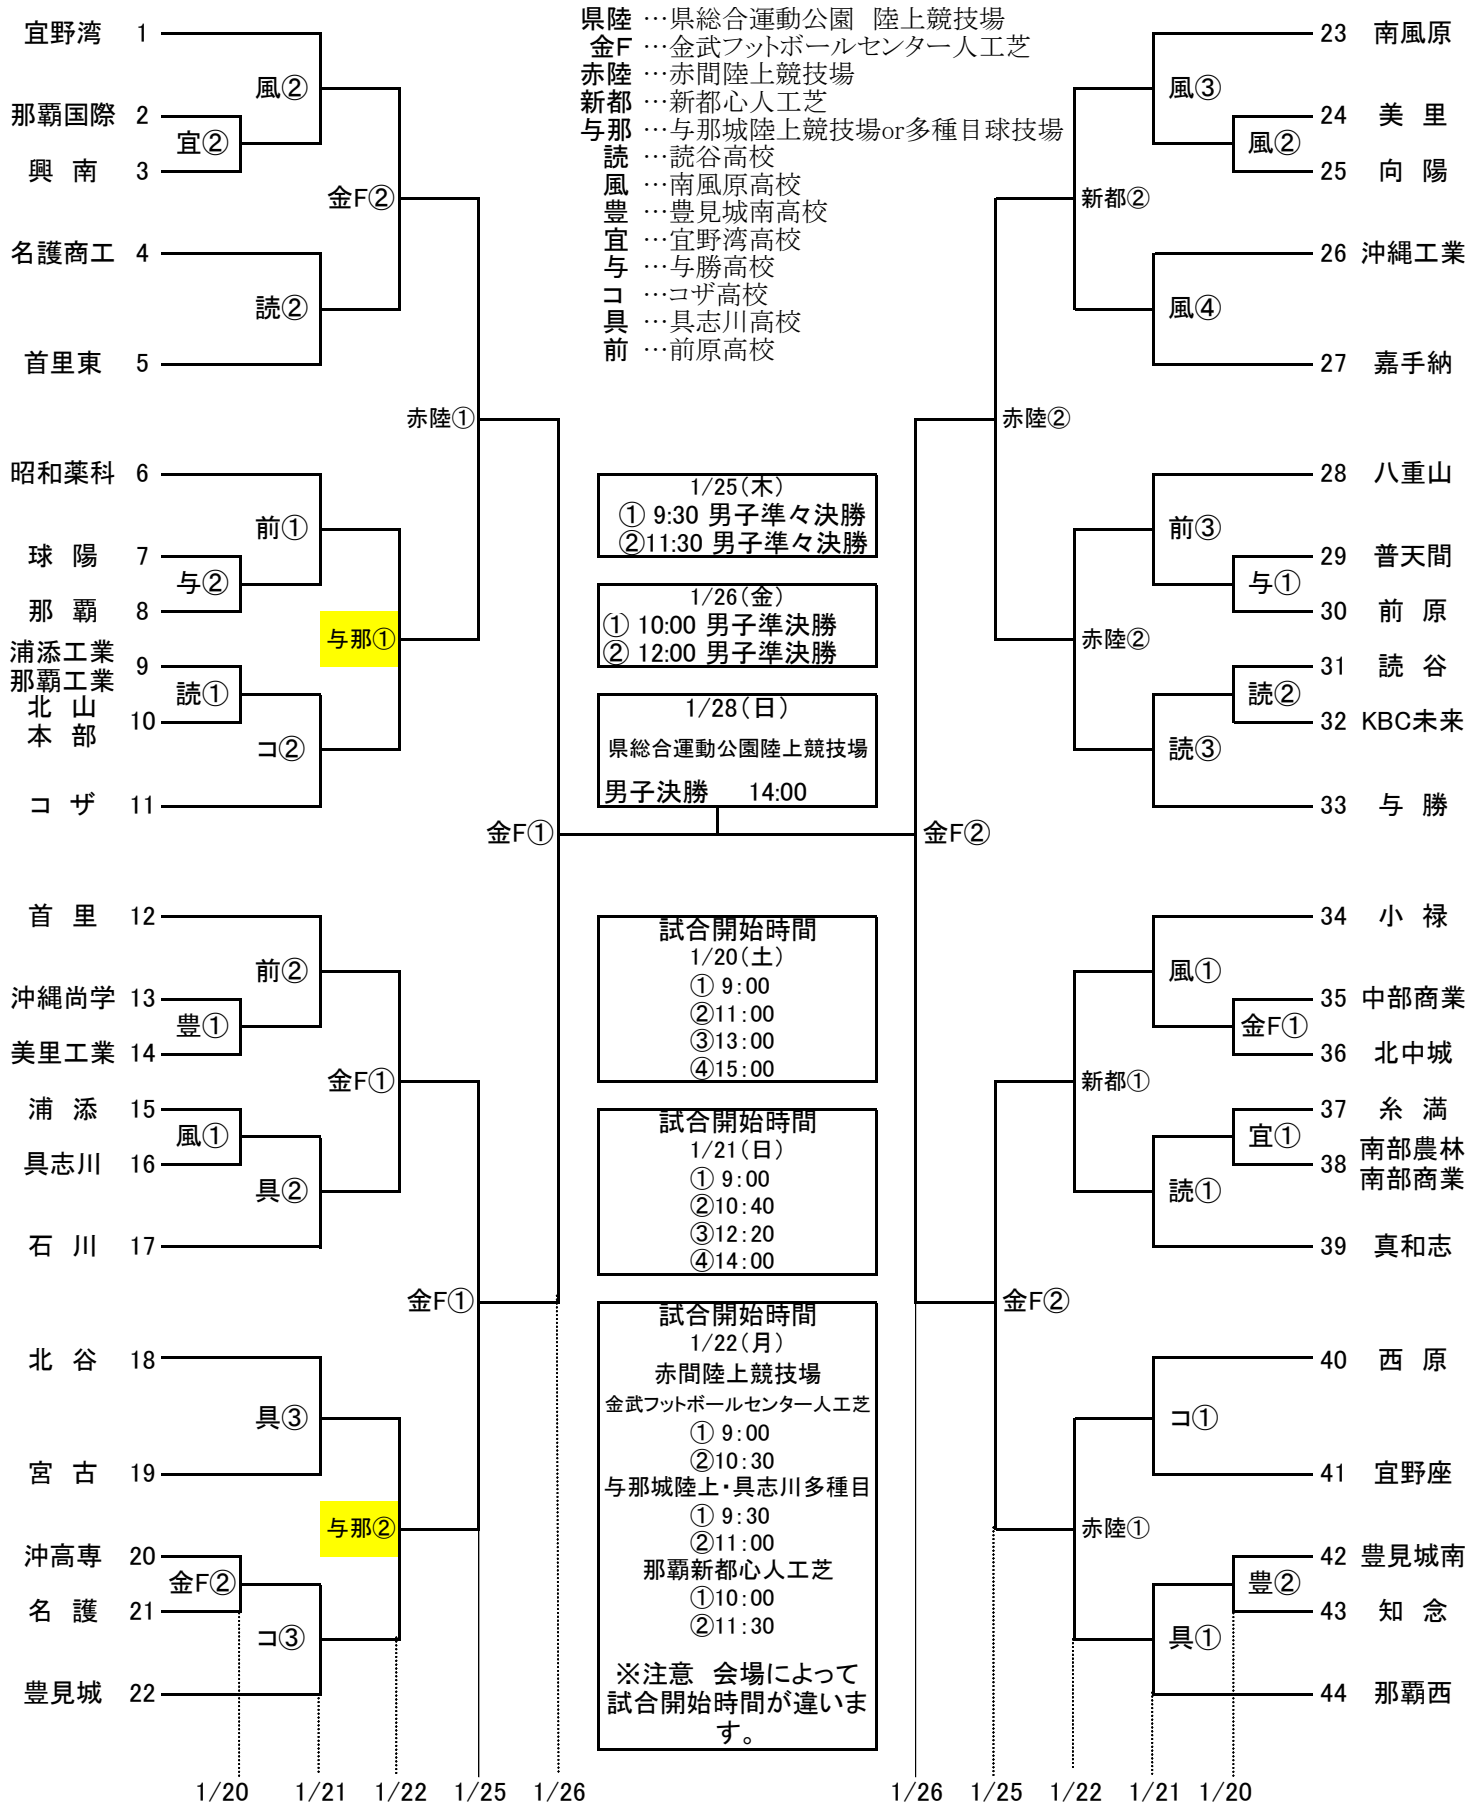 県陸 …県総合運動公園　陸上競技場
金F …金武フットボールセンター人工芝
赤陸 …赤間陸上競技場
新都 …新都心人工芝
与那 …与那城陸上競技場or多種目球技場
読 …読谷高校
風 …南風原高校
豊 …豊見城南高校
宜 …宜野湾高校
与 …与勝高校
コ …コザ高校
具 …具志川高校
前 …前原高校
宜野湾 1
風②
那覇国際 2
宜②
興 南 3
金F②
名護商工 4
読②
首里東 5
赤陸①
昭和薬科 6
前①
球 陽 7
与②
那 覇 8
与那①
浦添工業
那覇工業 9
読①
北 山
本 部 10
コ②
コ ザ 11
金F①
首 里 12
前②
沖縄尚学 13
豊①
美里工業 14
金F①
浦 添 15
風①
具志川 16
具②
石 川 17
金F①
北 谷 18
具③
宮 古 19
与那②
沖高専 20
金F②
名 護 21
コ③
豊見城 22
1/25(木)
① 9:30 男子準々決勝
②11:30 男子準々決勝
1/26(金)
① 10:00 男子準決勝
② 12:00 男子準決勝
1/28(日)
県総合運動公園陸上競技場
男子決勝 14:00
試合開始時間
1/20(土)
① 9:00
②11:00
③13:00
④15:00
試合開始時間
1/21(日)
① 9:00
②10:40
③12:20
④14:00
試合開始時間
1/22(月)
赤間陸上競技場
金武フットボールセンター人工芝
① 9:00
②10:30
与那城陸上・具志川多種目
① 9:30
②11:00
那覇新都心人工芝
①10:00
②11:30
※注意 会場によって
試合開始時間が違いま
す。
23 南風原
風③
24 美 里
風②
25 向 陽
新都②
26 沖縄工業
風④
27 嘉手納
赤陸②
28 八重山
前③
29 普天間
与①
30 前 原
赤陸②
31 読 谷
読②
32 KBC未来
読③
33 与 勝
金F②
34 小 禄
風①
35 中部商業
金F①
36 北中城
新都①
37 糸 満
宜①
38 南部農林
南部商業
読①
39 真和志
金F②
40 西 原
コ①
41 宜野座
赤陸①
42 豊見城南
豊②
43 知 念
具①
44 那覇西
1/20 1/21 1/22 1/25 1/26 1/26 1/25 1/22 1/21 1/20